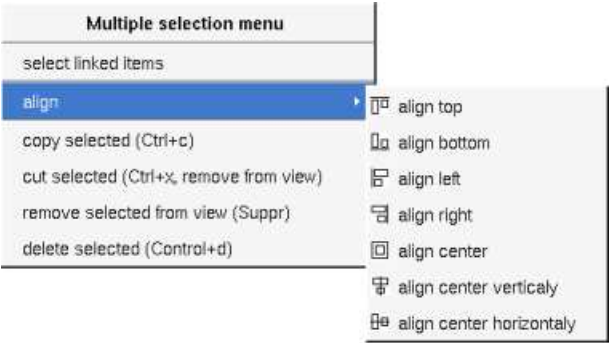 Multiple selection menu
select linked items
align
copy selected (Ctrl+c)
cut selected (Ctrl+x, remove from view)
remove selected from view (Suppr)
delete selected (Control+d)
align top
align bottom
align left
align right
align center
align center verticaly
align center horizontaly